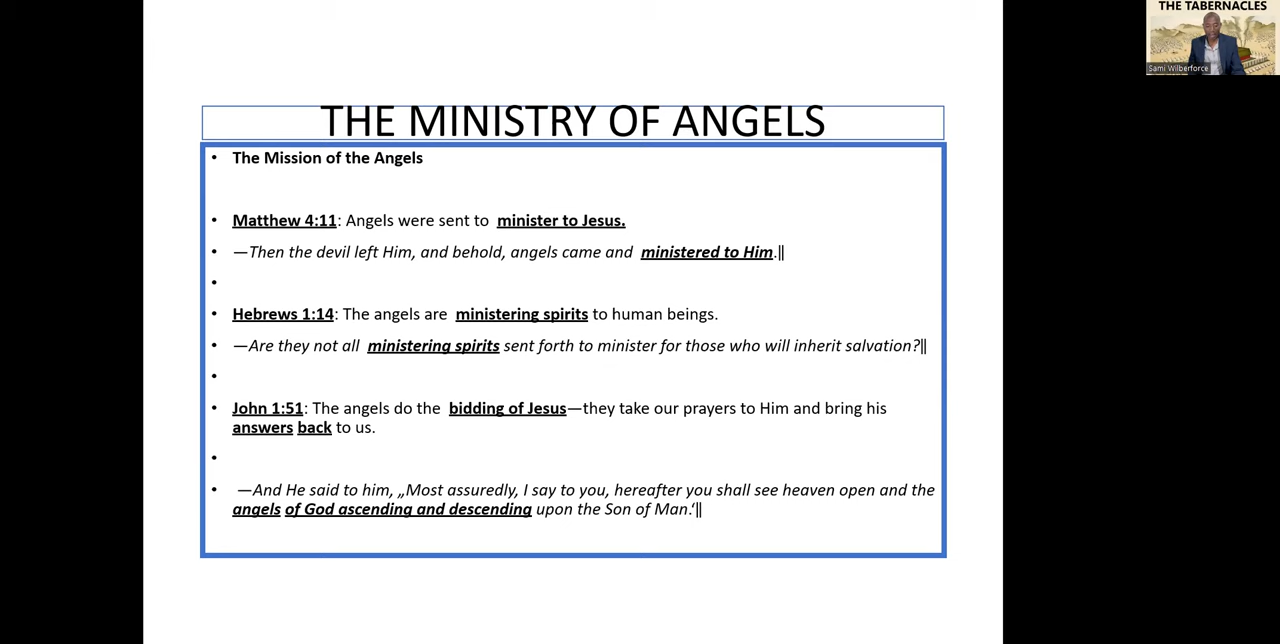 THE TABERNACLES
Sami Wilberforce
THE MINISTRY OF ANGELS
• The Mission of the Angels
• Matthew 4:11: Angels were sent to minister to Jesus.
• ―Then the devil left Him, and behold, angels came and ministered to Him.‖
•
• Hebrews 1:14: The angels are ministering spirits to human beings.
• ―Are they not all ministering spirits sent forth to minister for those who will inherit salvation?‖
•
• John 1:51: The angels do the bidding of Jesus—they take our prayers to Him and bring his
answers back to us.
•
• ―And He said to him, „Most assuredly, I say to you, hereafter you shall see heaven open and the
angels of God ascending and descending upon the Son of Man.‘‖